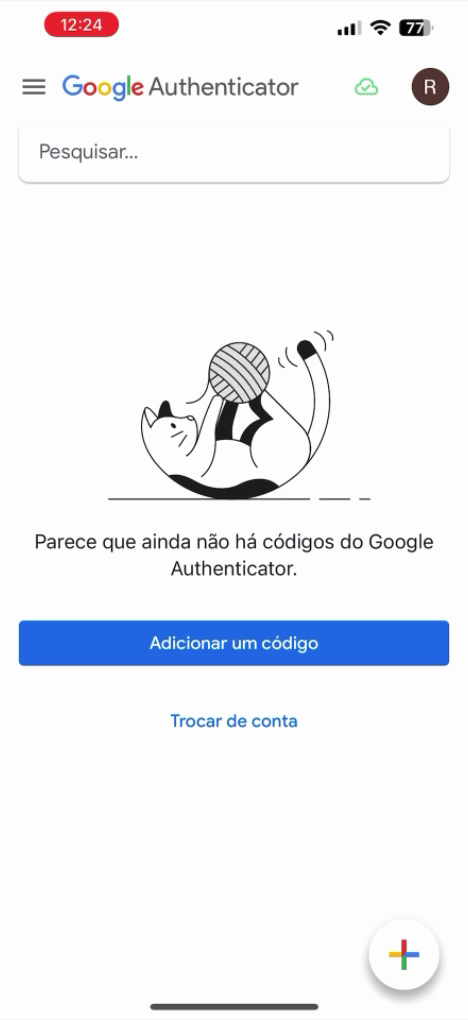 12:24
77
Google Authenticator
R
Pesquisar...
Parece que ainda não há códigos do Google
Authenticator.
Adicionar um código
Trocar de conta